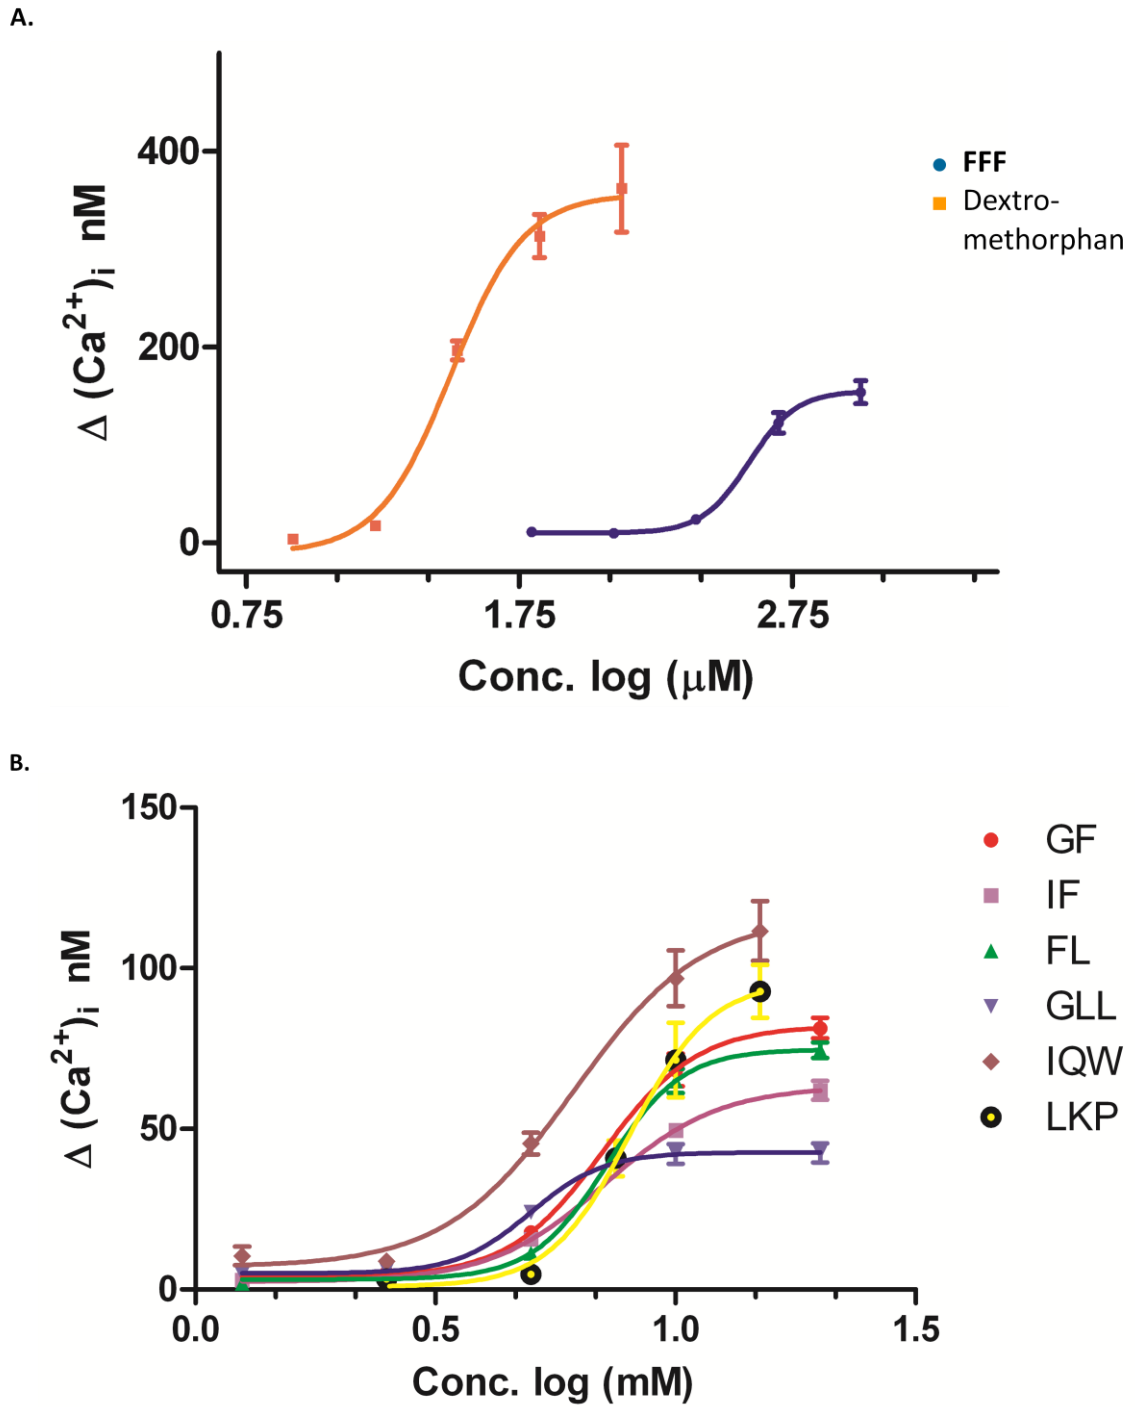 A.
400
200
0
Δ (Ca²⁺)ᵢ nM
FFF
Dextro-
methorphan
0.75 1.75 2.75
Conc. log (μM)
B.
150
100
50
0
Δ (Ca²⁺)ᵢ nM
GF
IF
FL
GLL
IQW
LKP
0.0 0.5 1.0 1.5
Conc. log (mM)